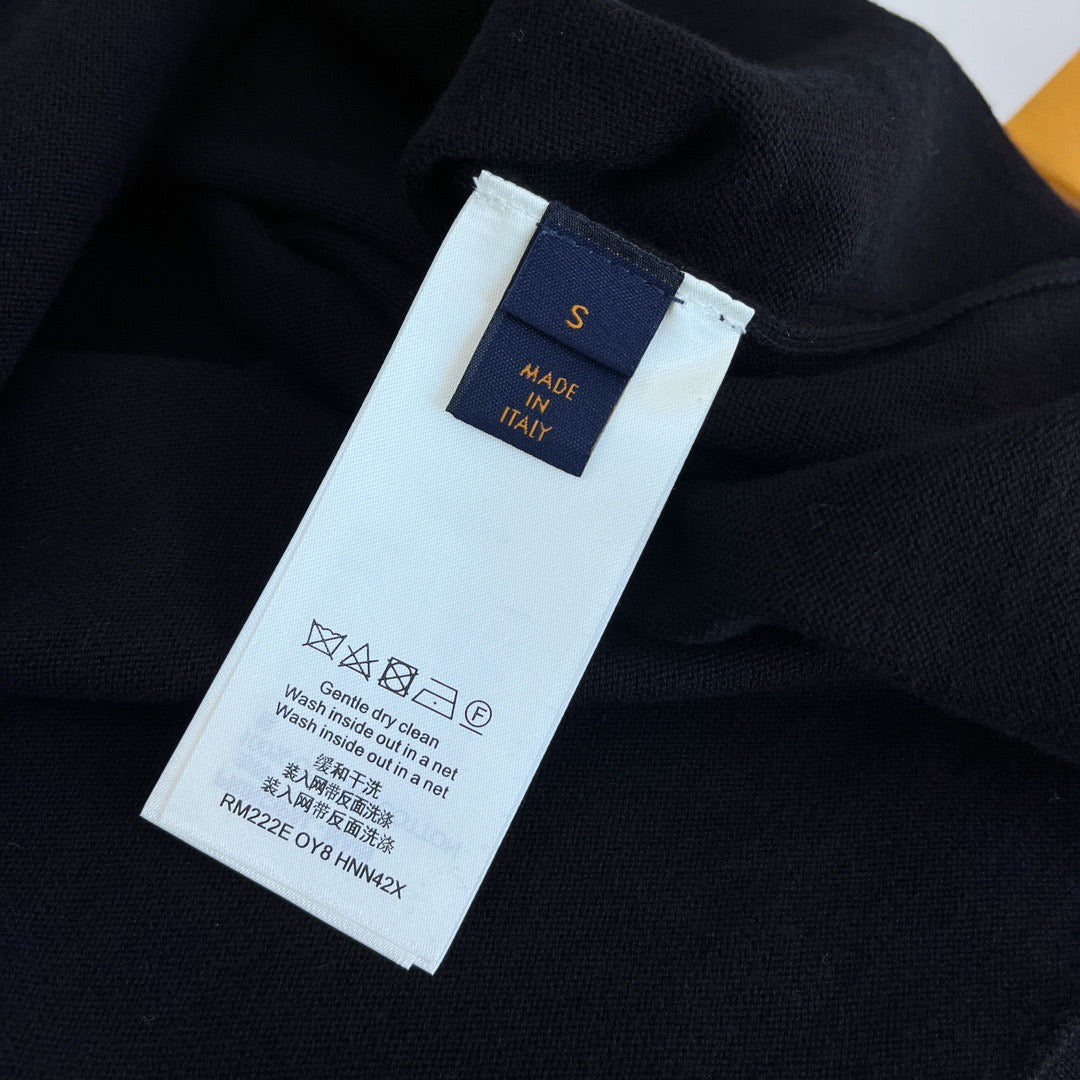 S
MADE
IN
ITALY
F
Gentle dry clean
Wash inside out in a net
Wash inside out in a net
缓和干洗
装入网带反面洗涤
装入网带反面洗涤
RM222E OY8 HNN42X